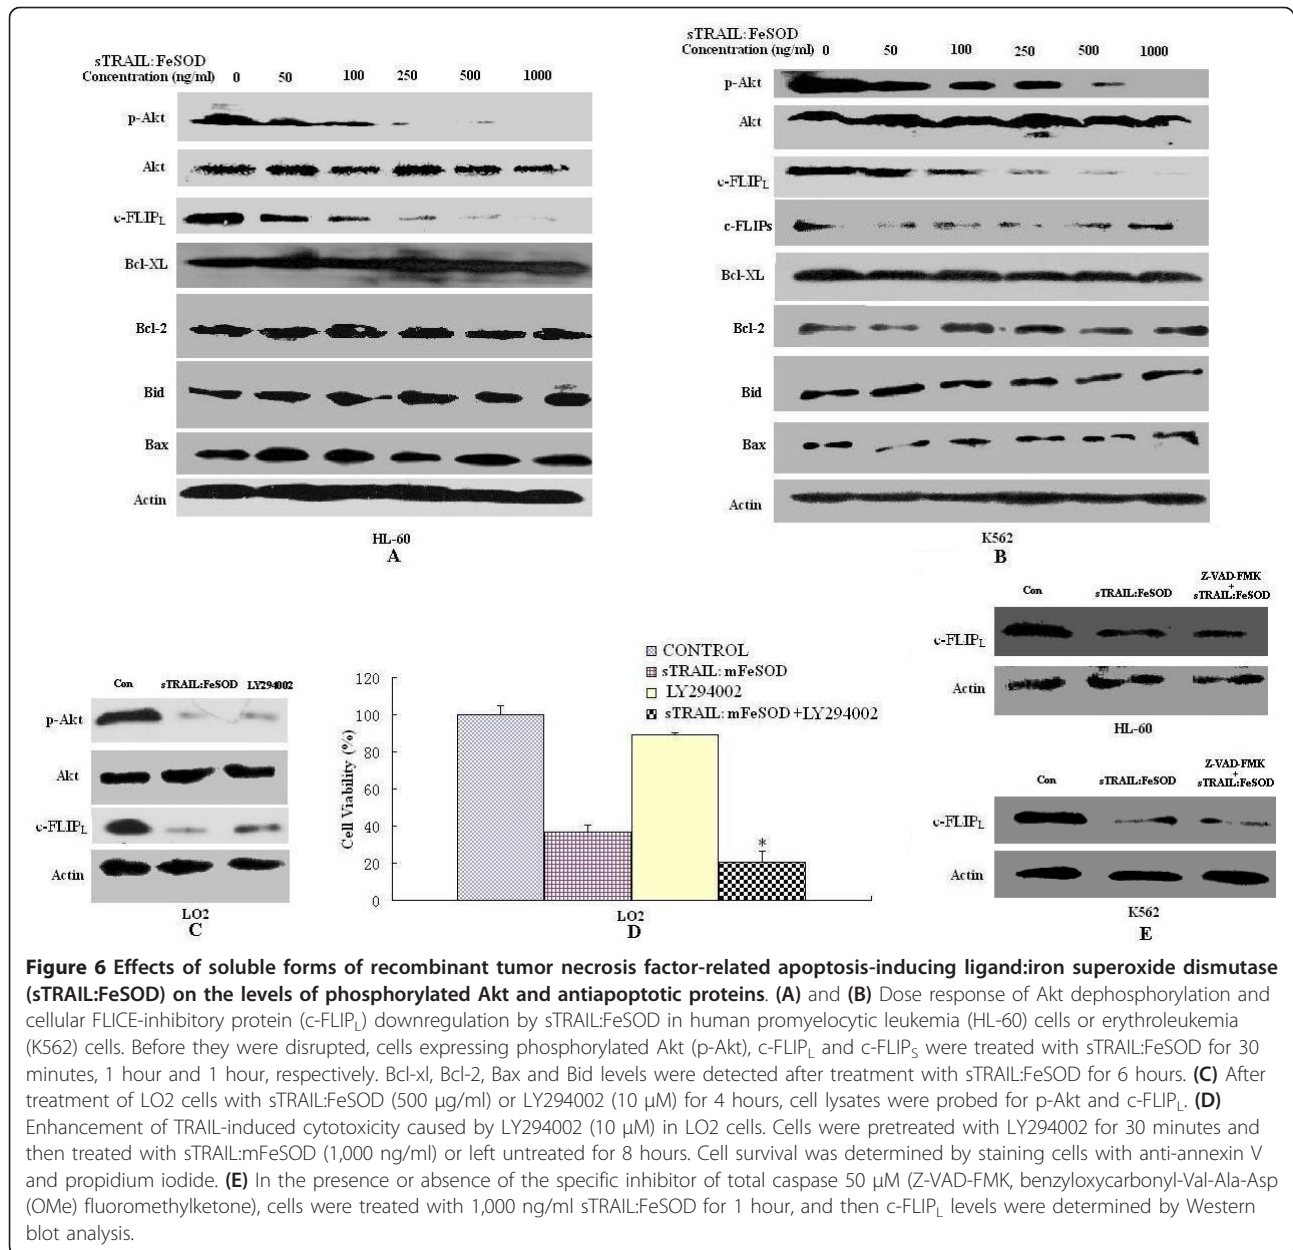 sTRAIL:FeSOD
Concentration (ng/ml) 0 50 100 250 500 1000
p-Akt
Akt
c-FLIPL
Bcl-XL
Bcl-2
Bid
Bax
Actin
HL-60
A
sTRAIL:FeSOD
Concentration (ng/ml) 0 50 100 250 500 1000
p-Akt
Akt
c-FLIPL
c-FLIPs
Bcl-XL
Bcl-2
Bid
Bax
Actin
K562
B
Con sTRAIL:FeSOD LY294002
p-Akt
Akt
c-FLIPL
Actin
LO2
C
CONTROL
sTRAIL: mFeSOD
LY294002
sTRAIL: mFeSOD+LY294002
Cell Viability (%)
120
100
80
60
40
20
0
*
LO2
D
Z-VAD-FMK
+
Con sTRAIL:FeSOD sTRAIL:FeSOD
c-FLIPL
Actin
HL-60
Z-VAD-FMK
+
Con sTRAIL:FeSOD sTRAIL:FeSOD
c-FLIPL
Actin
K562
E
Figure 6 Effects of soluble forms of recombinant tumor necrosis factor-related apoptosis-inducing ligand:iron superoxide dismutase
(sTRAIL:FeSOD) on the levels of phosphorylated Akt and antiapoptotic proteins. (A) and (B) Dose response of Akt dephosphorylation and
cellular FLICE-inhibitory protein (c-FLIPL) downregulation by sTRAIL:FeSOD in human promyelocytic leukemia (HL-60) cells or erythroleukemia
(K562) cells. Before they were disrupted, cells expressing phosphorylated Akt (p-Akt), c-FLIPL and c-FLIPS were treated with sTRAIL:FeSOD for 30
minutes, 1 hour and 1 hour, respectively. Bcl-xl, Bcl-2, Bax and Bid levels were detected after treatment with sTRAIL:FeSOD for 6 hours. (C) After
treatment of LO2 cells with sTRAIL:FeSOD (500 μg/ml) or LY294002 (10 μM) for 4 hours, cell lysates were probed for p-Akt and c-FLIPL. (D)
Enhancement of TRAIL-induced cytotoxicity caused by LY294002 (10 μM) in LO2 cells. Cells were pretreated with LY294002 for 30 minutes and
then treated with sTRAIL:mFeSOD (1,000 ng/ml) or left untreated for 8 hours. Cell survival was determined by staining cells with anti-annexin V
and propidium iodide. (E) In the presence or absence of the specific inhibitor of total caspase 50 μM (Z-VAD-FMK, benzyloxycarbonyl-Val-Ala-Asp
(OMe) fluoromethylketone), cells were treated with 1,000 ng/ml sTRAIL:FeSOD for 1 hour, and then c-FLIPL levels were determined by Western
blot analysis.